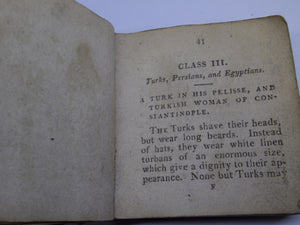 41
CLASS III.
Turks, Persians, and Egyptians.
A TURK IN HIS PELISSE, AND
TURKISH WOMAN OF CON-
STANTINOPLE.
THE Turks shave their heads,
but wear long beards. Instead
of hats, they wear white linen
torbans of an enormous size,
which give a dignity to their ap-
pearance. None but Turks may
F